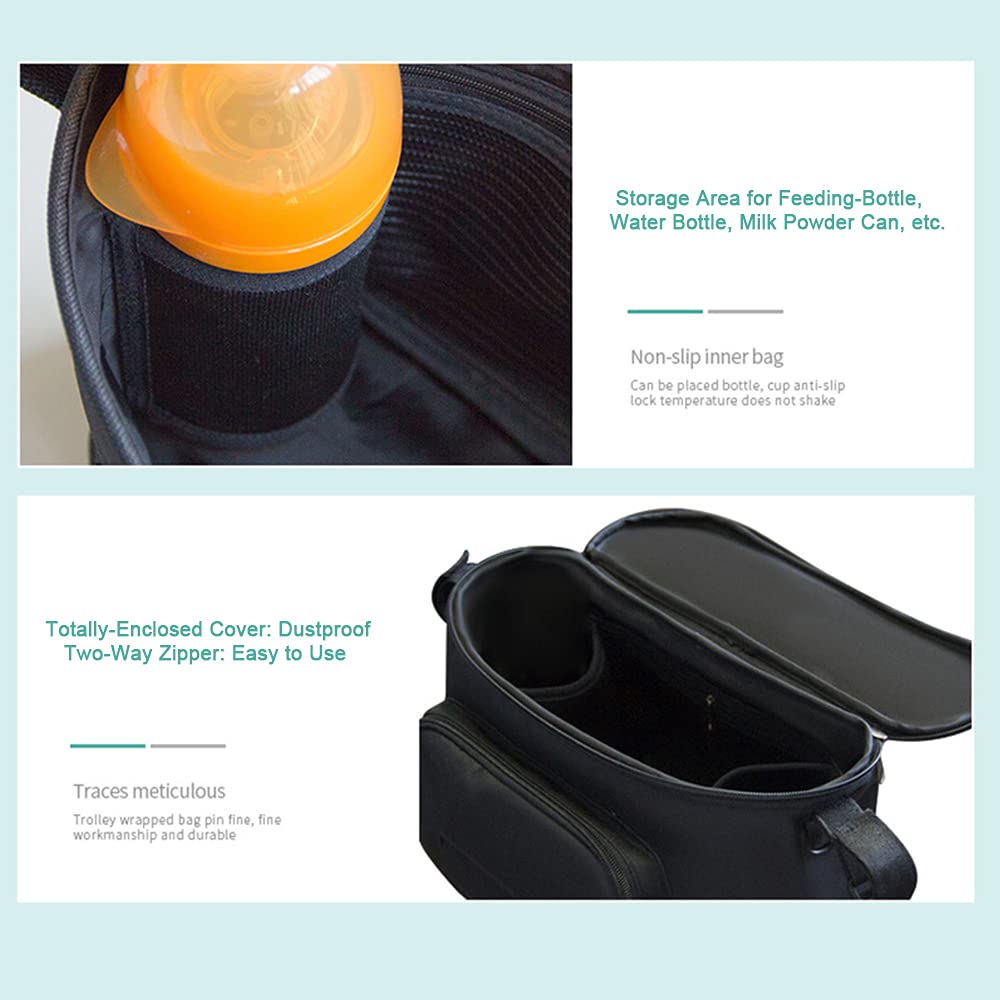 Storage Area for Feeding-Bottle,
Water Bottle, Milk Powder Can, etc.
Non-slip inner bag
Can be placed bottle, cup anti-slip
lock temperature does not shake
Totally-Enclosed Cover: Dustproof
Two-Way Zipper: Easy to Use
Traces meticulous
Trolley wrapped bag pin fine, fine
workmanship and durable